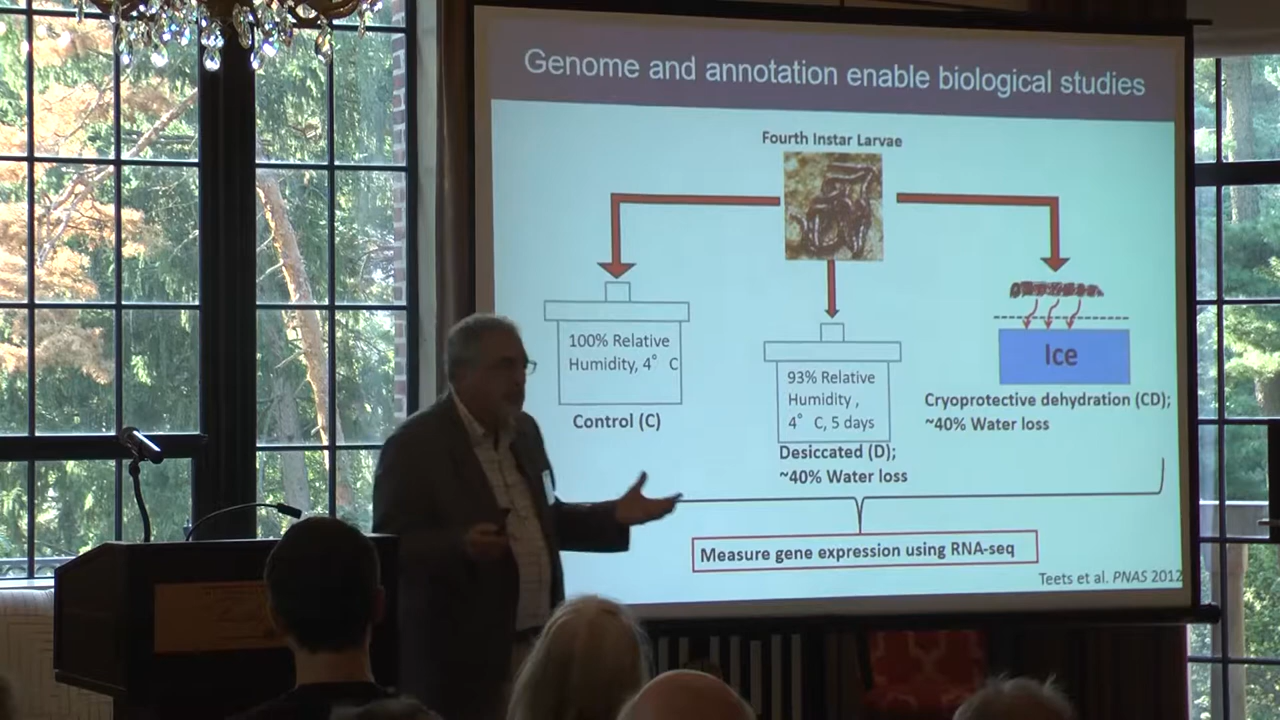 Genome and annotation enable biological studies
Fourth Instar Larvae
100% Relative
Humidity, 4° C
Control (C)
93% Relative
Humidity ,
4° C, 5 days
Desiccated (D);
~40% Water loss
Ice
Cryoprotective dehydration (CD);
~40% Water loss
Measure gene expression using RNA-seq
Teets et al. PNAS 2012